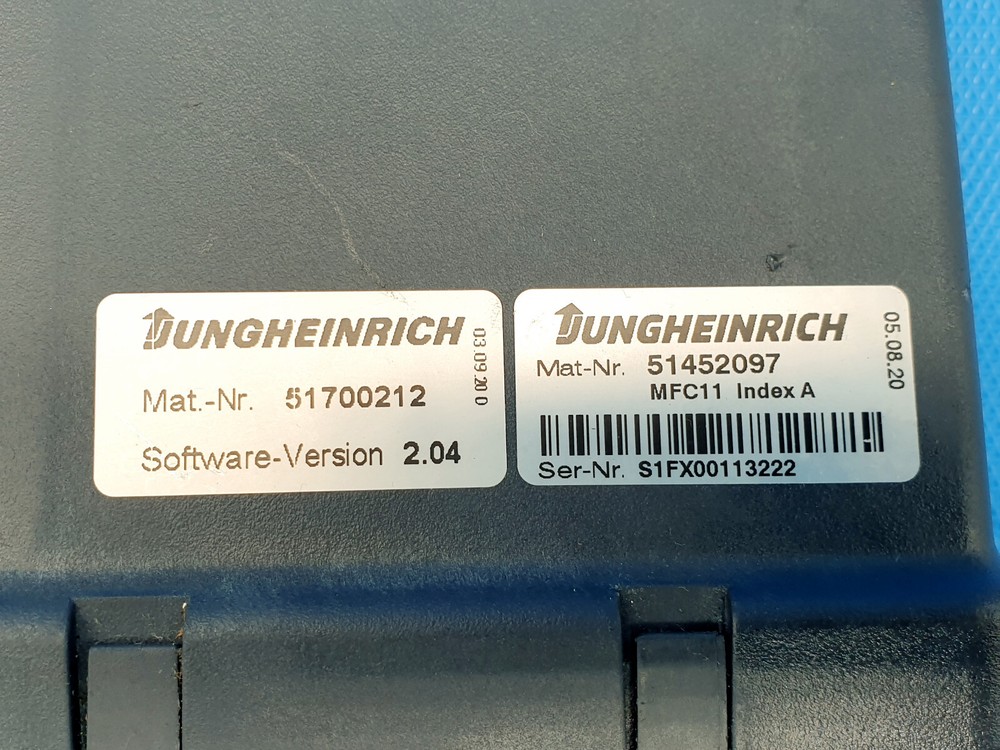 JUNGHEINRICH
Mat.-Nr. 51700212
Software-Version 2.04
03.09.20 0
JUNGHEINRICH
Mat-Nr. 51452097
MFC11 Index A
Ser-Nr. S1FX00113222
05.08.20